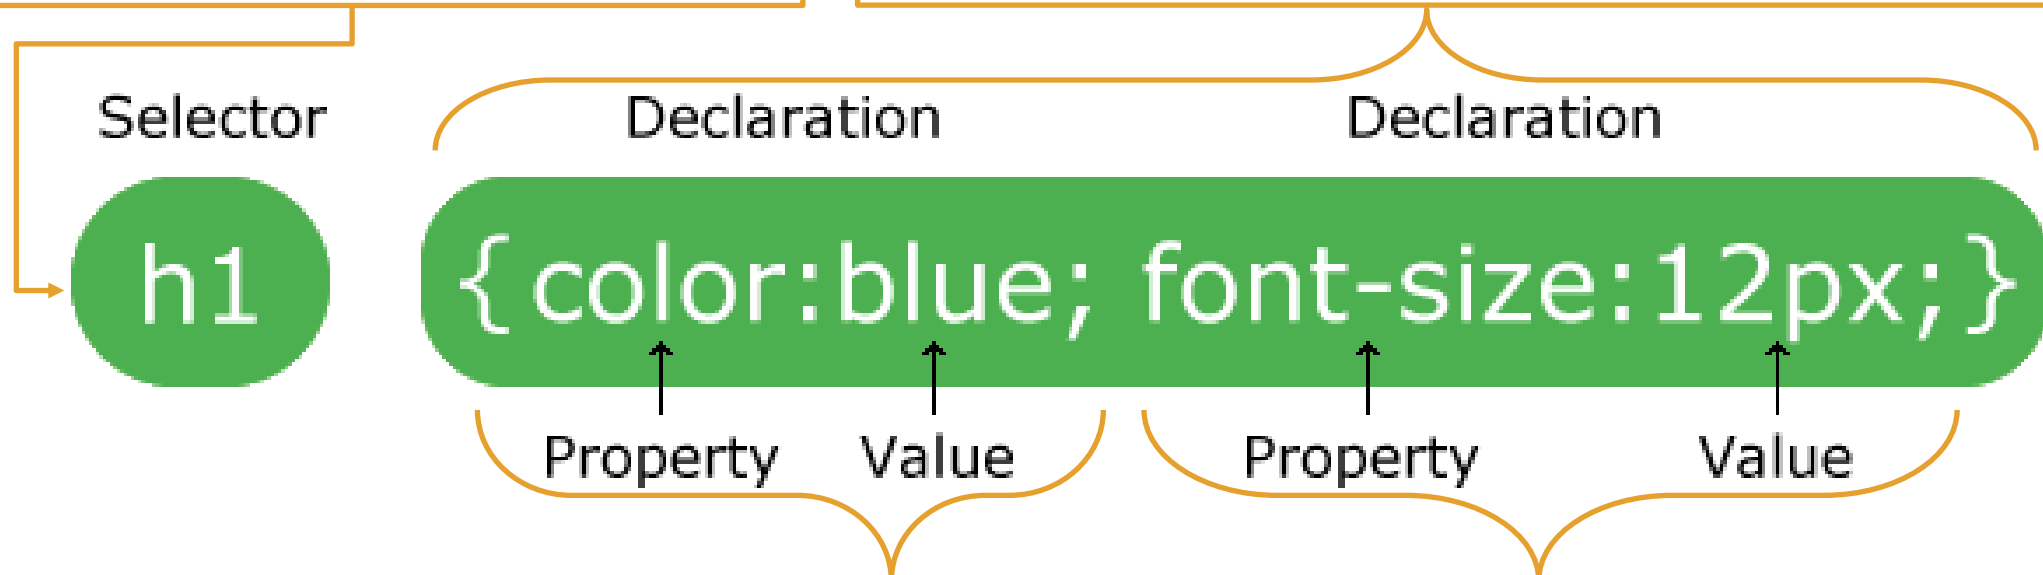 Selector Declaration Declaration
h1 {color:blue; font-size:12px;}
Property Value Property Value